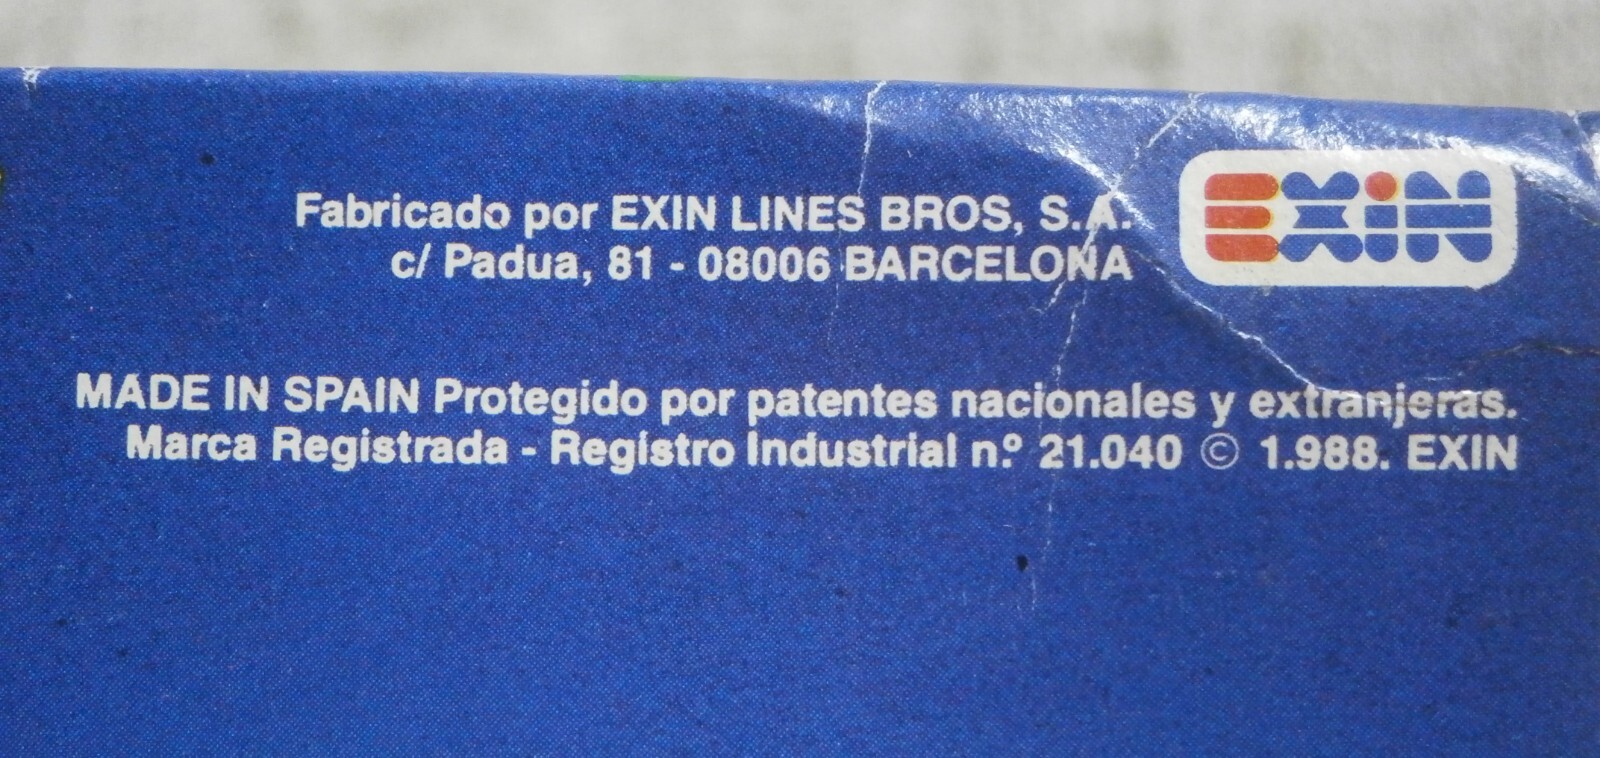 Fabricado por EXIN LINES BROS, S.A.
c/ Padua, 81 - 08006 BARCELONA
EXIN
MADE IN SPAIN Protegido por patentes nacionales y extranjeras.
Marca Registrada - Registro Industrial n.º 21.040 © 1.988. EXIN